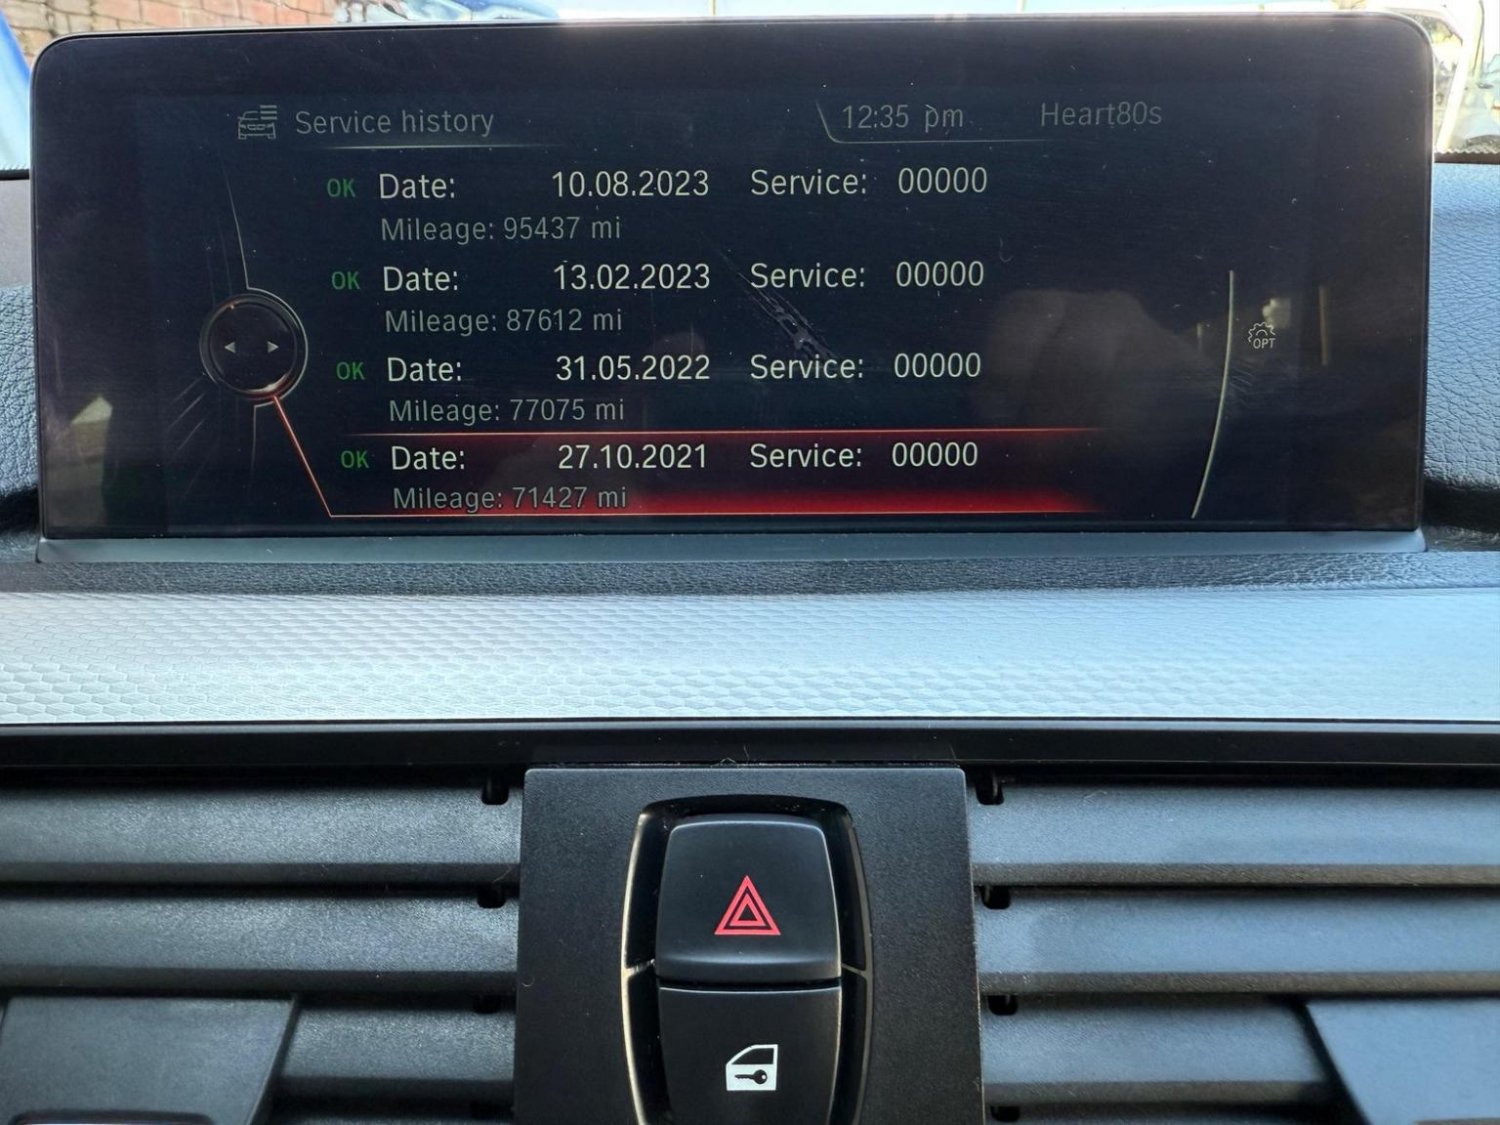 Service history 12:35 pm Heart80s
OK Date: 10.08.2023 Service: 00000
Mileage: 95437 mi
OK Date: 13.02.2023 Service: 00000
Mileage: 87612 mi
OPT
OK Date: 31.05.2022 Service: 00000
Mileage: 77075 mi
OK Date: 27.10.2021 Service: 00000
Mileage: 71427 mi